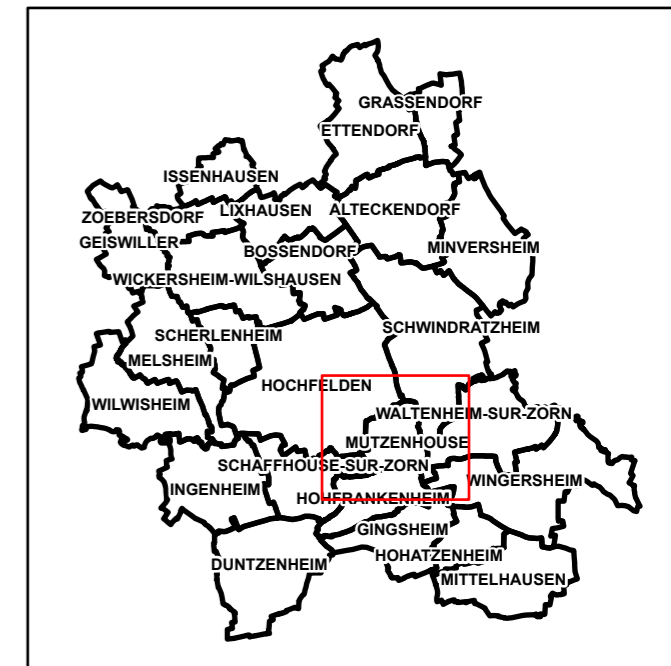 GRASSENDORF
ETTENDORF
ISSENHAUSEN
LIXHAUSEN
ALTECKENDORF
ZOEBERSDORF
GEISWILLER
BOSSENDORF
MINVERSHEIM
WICKERSHEIM-WILSHAUSEN
SCHWINDRATZHEIM
SCHERLENHEIM
MELSHEIM
HOCHFELDEN
WILWISHEIM
WALTENHEIM-SUR-ZORN
MUTZENHOUSE
SCHAFFHOUSE-SUR-ZORN
WINGERSHEIM
INGENHEIM
HOHFRANKENHEIM
GINGSHEIM
HOHATZENHEIM
DUNTZENHEIM
MITTELHAUSEN